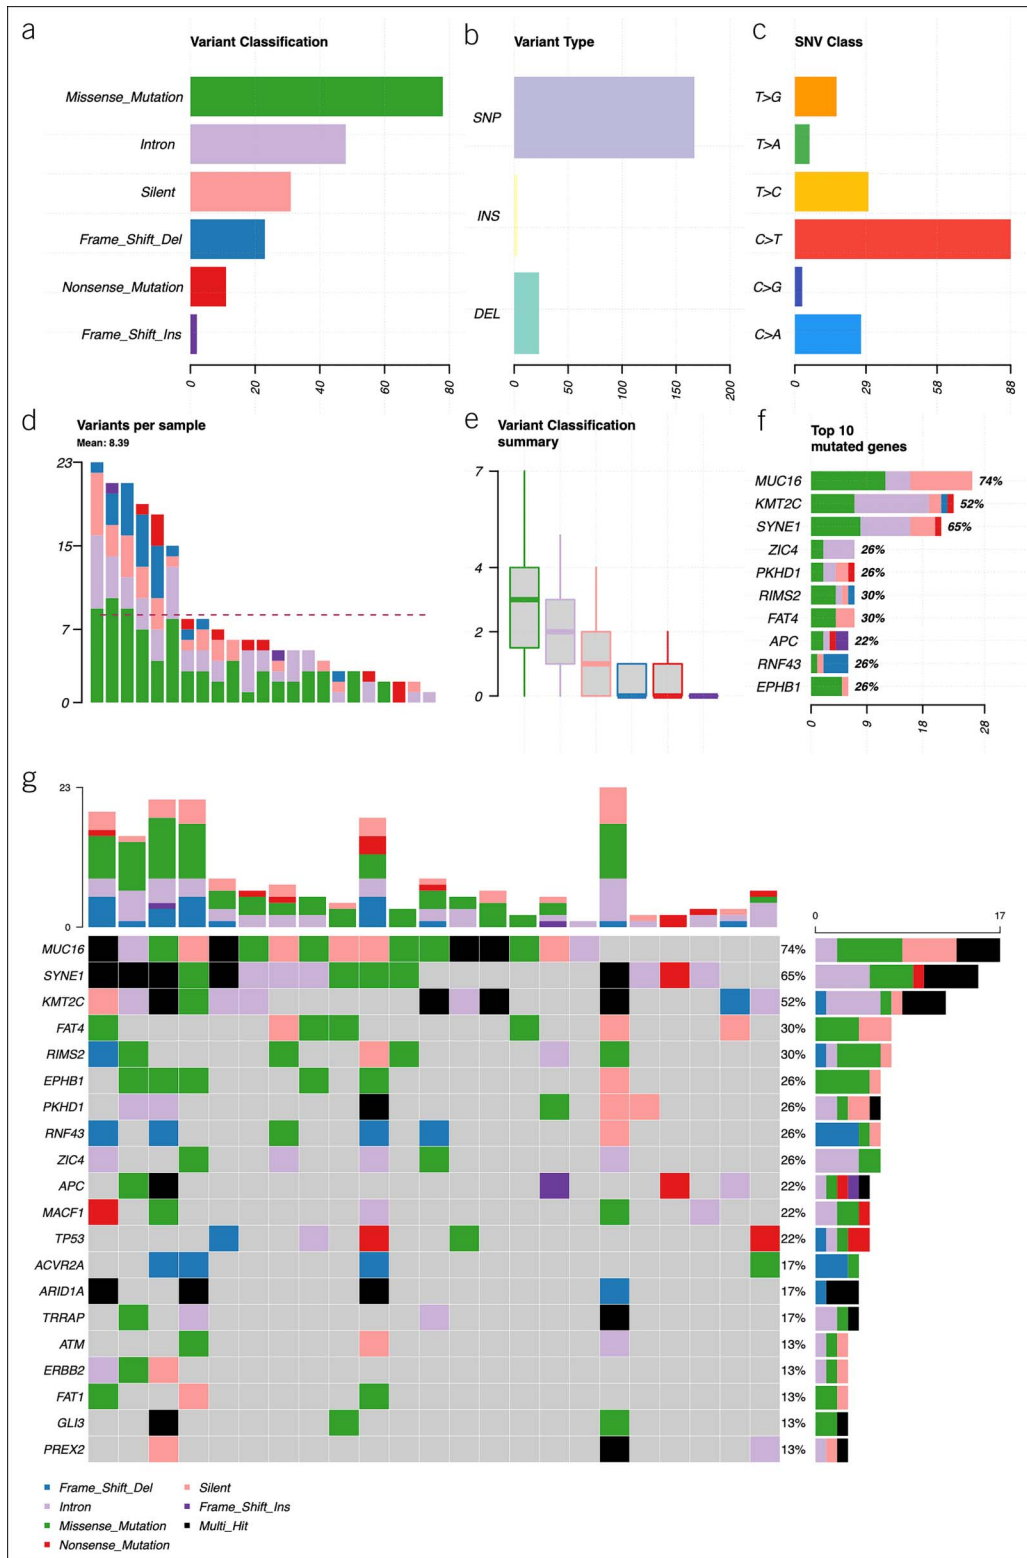 a
Variant Classification
Missense_Mutation
Intron
Silent
Frame_Shift_Del
Nonsense_Mutation
Frame_Shift_Ins
0
20
40
60
80
b
Variant Type
SNP
INS
DEL
0
50
100
150
200
c
SNV Class
T>G
T>A
T>C
C>T
C>G
C>A
0
29
58
88
d
Variants per sample
Mean: 8.39
23
15
7
0
e
Variant Classification
summary
7
4
2
0
f
Top 10
mutated genes
MUC16 74%
KMT2C 52%
SYNE1 65%
ZIC4 26%
PKHD1 26%
RIMS2 30%
FAT4 30%
APC 22%
RNF43 26%
EPHB1 26%
0
9
18
28
g
23
0
0 17
MUC16 74%
SYNE1 65%
KMT2C 52%
FAT4 30%
RIMS2 30%
EPHB1 26%
PKHD1 26%
RNF43 26%
ZIC4 26%
APC 22%
MACF1 22%
TP53 22%
ACVR2A 17%
ARID1A 17%
TRRAP 17%
ATM 13%
ERBB2 13%
FAT1 13%
GLI3 13%
PREX2 13%
Frame_Shift_Del
Intron
Missense_Mutation
Nonsense_Mutation
Silent
Frame_Shift_Ins
Multi_Hit